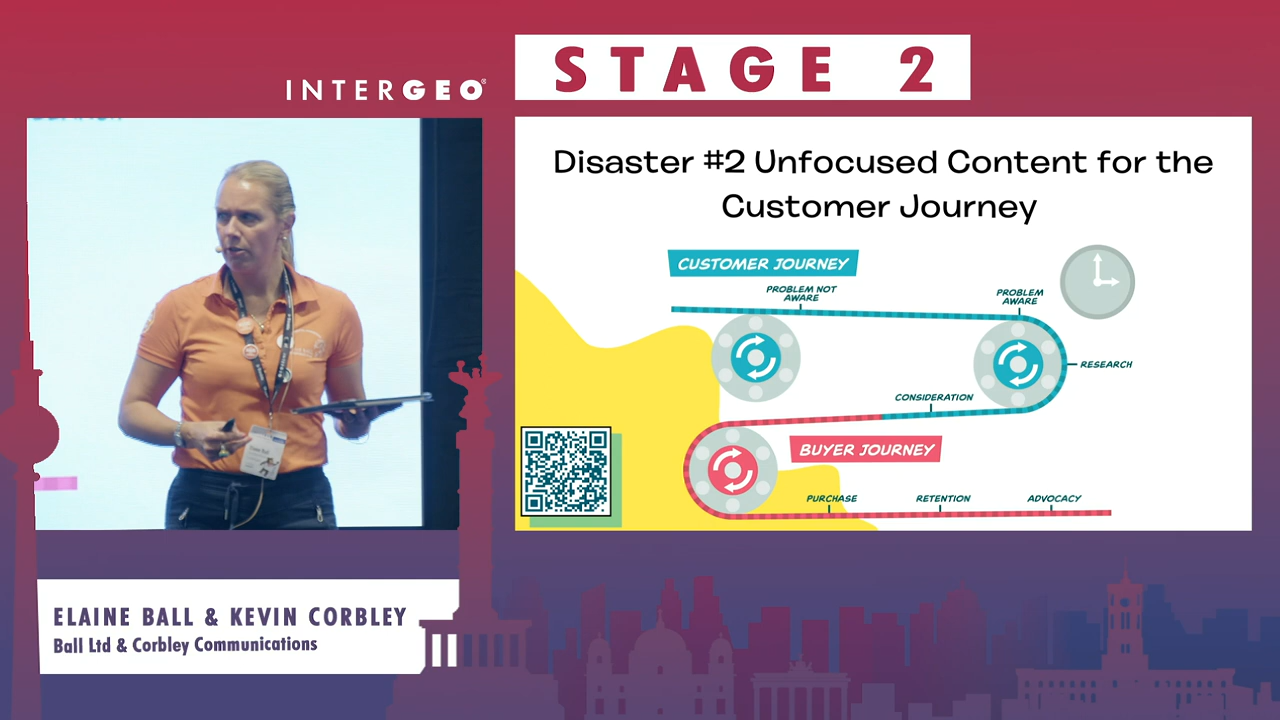 INTERGEO®
STAGE 2
Disaster #2 Unfocused Content for the
Customer Journey
CUSTOMER JOURNEY
PROBLEM NOT
AWARE
PROBLEM
AWARE
RESEARCH
CONSIDERATION
BUYER JOURNEY
PURCHASE
RETENTION
ADVOCACY
ELAINE BALL & KEVIN CORBLEY
Ball Ltd & Corbley Communications